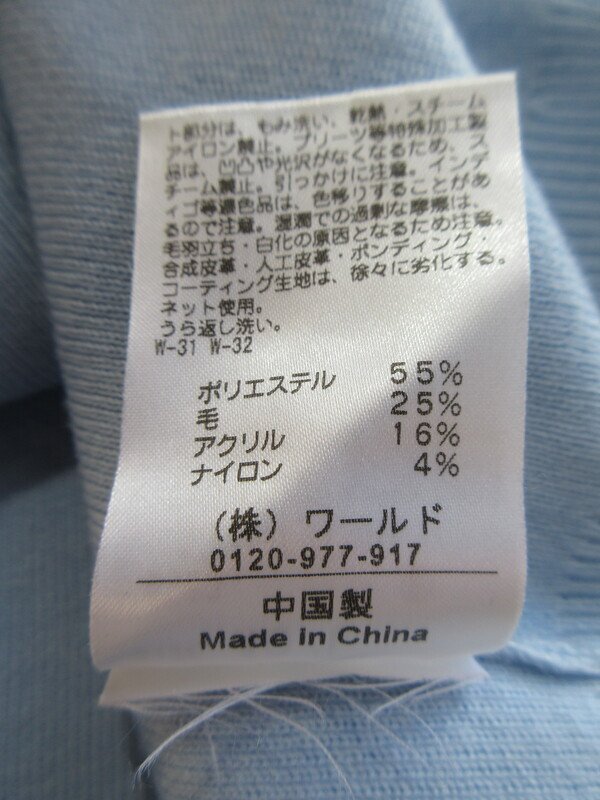 ト部分は、もみ洗い、乾熱・スチーム
アイロン禁止。プリーツ等特殊加工製
品は、凹凸や光沢がなくなるため、ス
チーム禁止。引っかけに注意。インデ
ィゴ等濃色品は、色移りすることがあ
るので注意。湿潤での過剰な摩擦は、
毛羽立ち・白化の原因となるため注意。
合成皮革・人工皮革・ボンディング・
コーティング生地は、徐々に劣化する。
ネット使用。
うら返し洗い。
W-31 W-32
ポリエステル 55%
毛 25%
アクリル 16%
ナイロン 4%
（株）ワールド
0120-977-917
中国製
Made in China